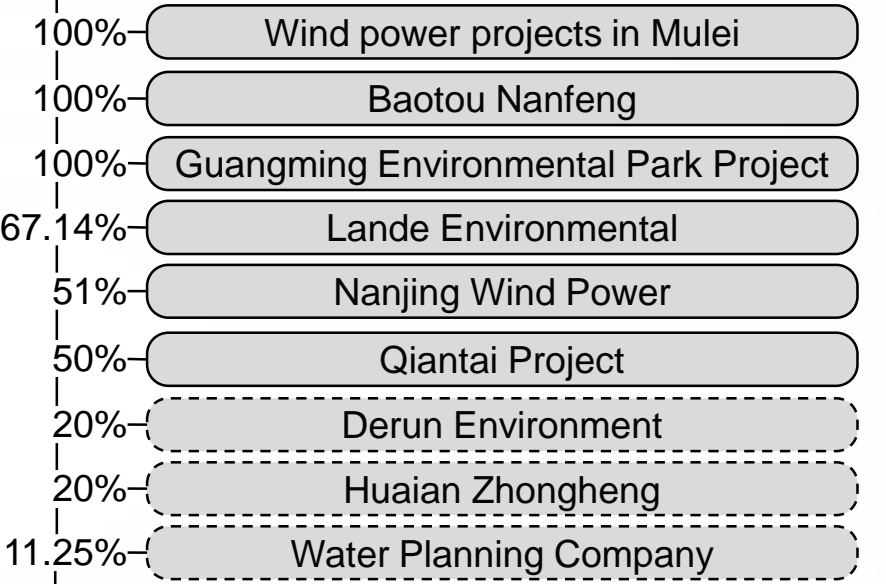 100% Wind power projects in Mulei
100% Baotou Nanfeng
100% Guangming Environmental Park Project
67.14% Lande Environmental
51% Nanjing Wind Power
50% Qiantai Project
20% Derun Environment
20% Huaian Zhongheng
11.25% Water Planning Company